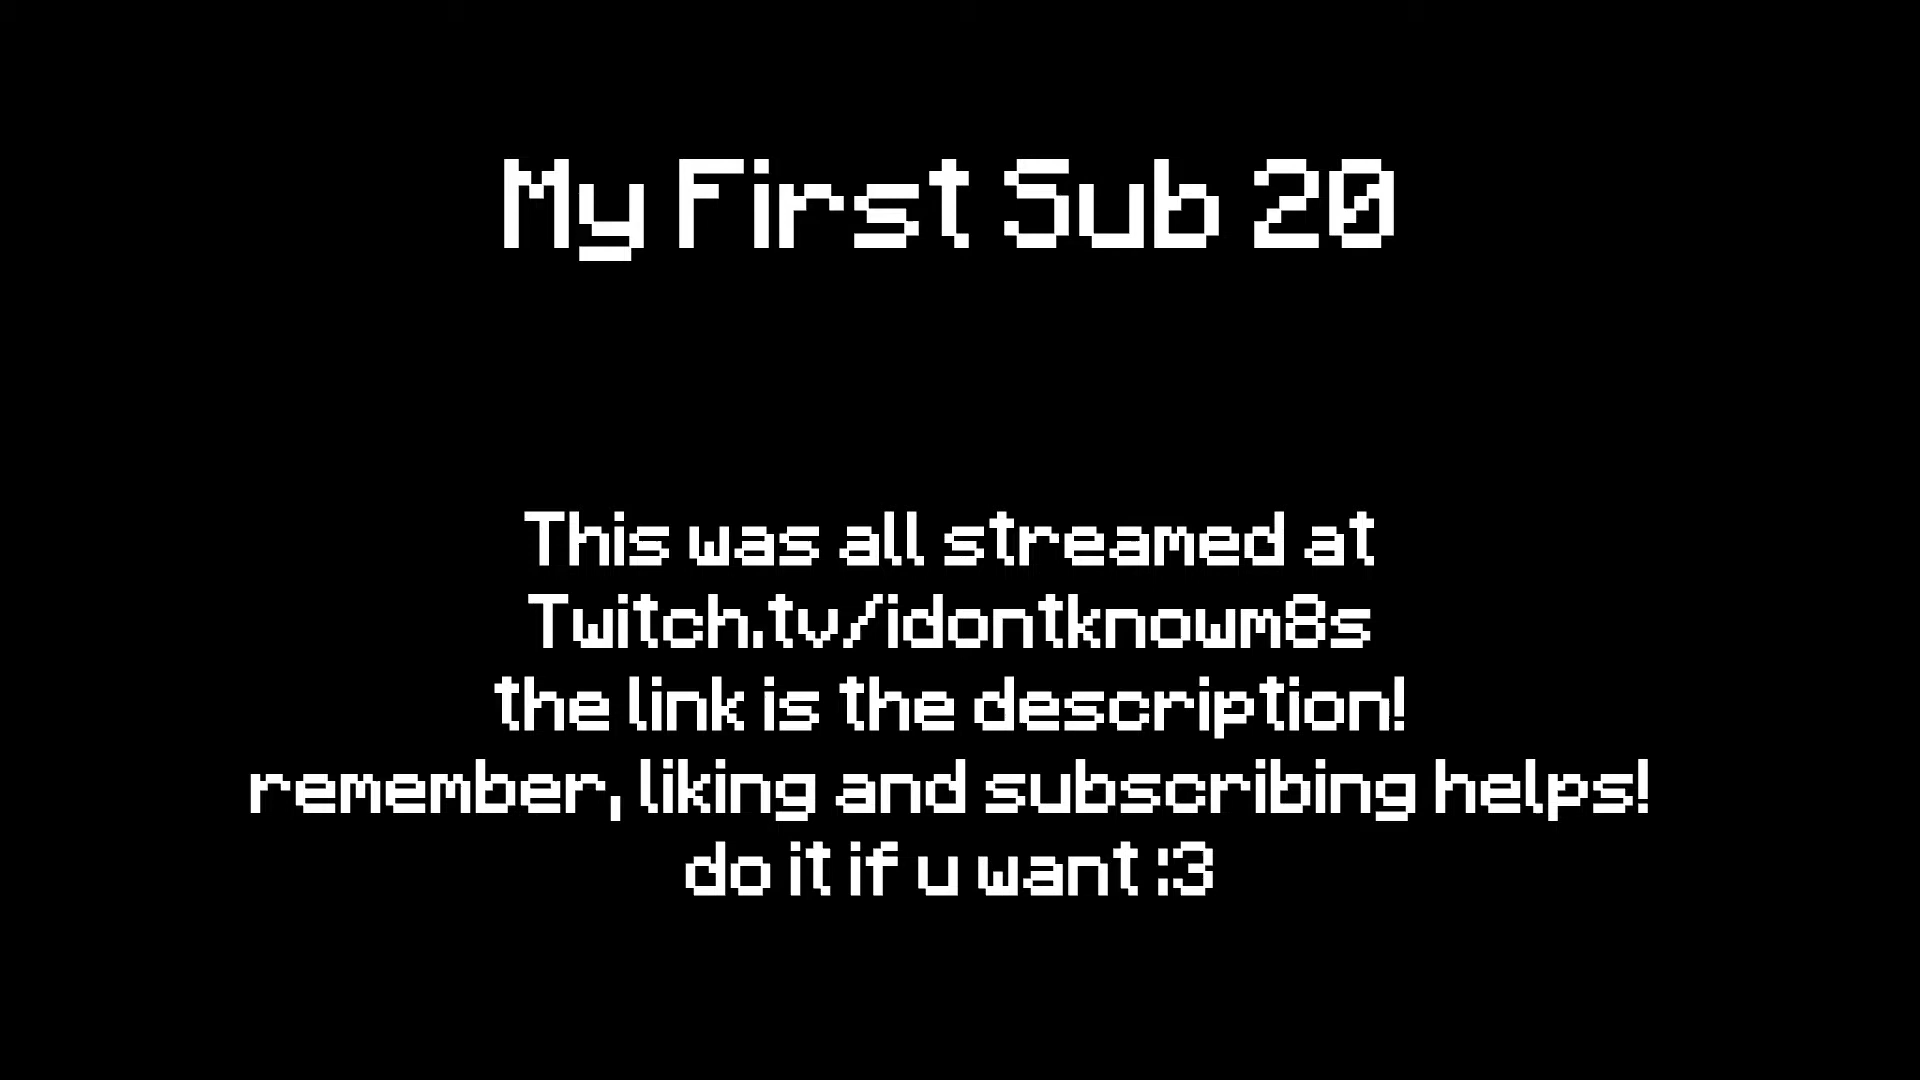 My First Sub 20
This was all streamed at
Twitch.tv/idontknowm8s
the link is the description!
remember, liking and subscribing helps!
do it if u want :3